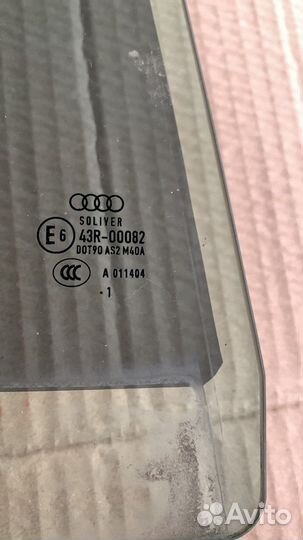 SOLIVER
E6 43R-00082
DOT90 AS2 M40A
CCC A 011404
·1
Avito